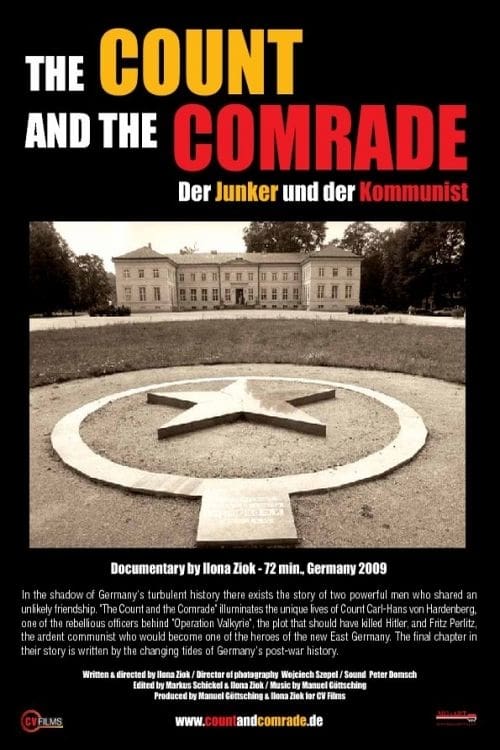 THE COUNT
AND THE COMRADE
Der Junker und der Kommunist
Documentary by Ilona Ziok - 72 min., Germany 2009
In the shadow of Germany's turbulent history there exists the story of two powerful men who shared an
unlikely friendship. "The Count and the Comrade" illuminates the unique lives of Count Carl-Hans von Hardenberg,
one of the rebellious officers behind "Operation Valkyrie", the plot that should have killed Hitler, and Fritz Perlitz,
the ardent communist who would become one of the heroes of the new East Germany. The final chapter in
their story is written by the changing tides of Germany's post-war history.
Written & directed by Ilona Ziok / Director of photography Wojciech Szepel / Sound Peter Domsch
Edited by Markus Schickel & Ilona Ziok / Music by Manuel Göttsching
Produced by Manuel Göttsching & Ilona Ziok for CV Films
CV FILMS
www.countandcomrade.de